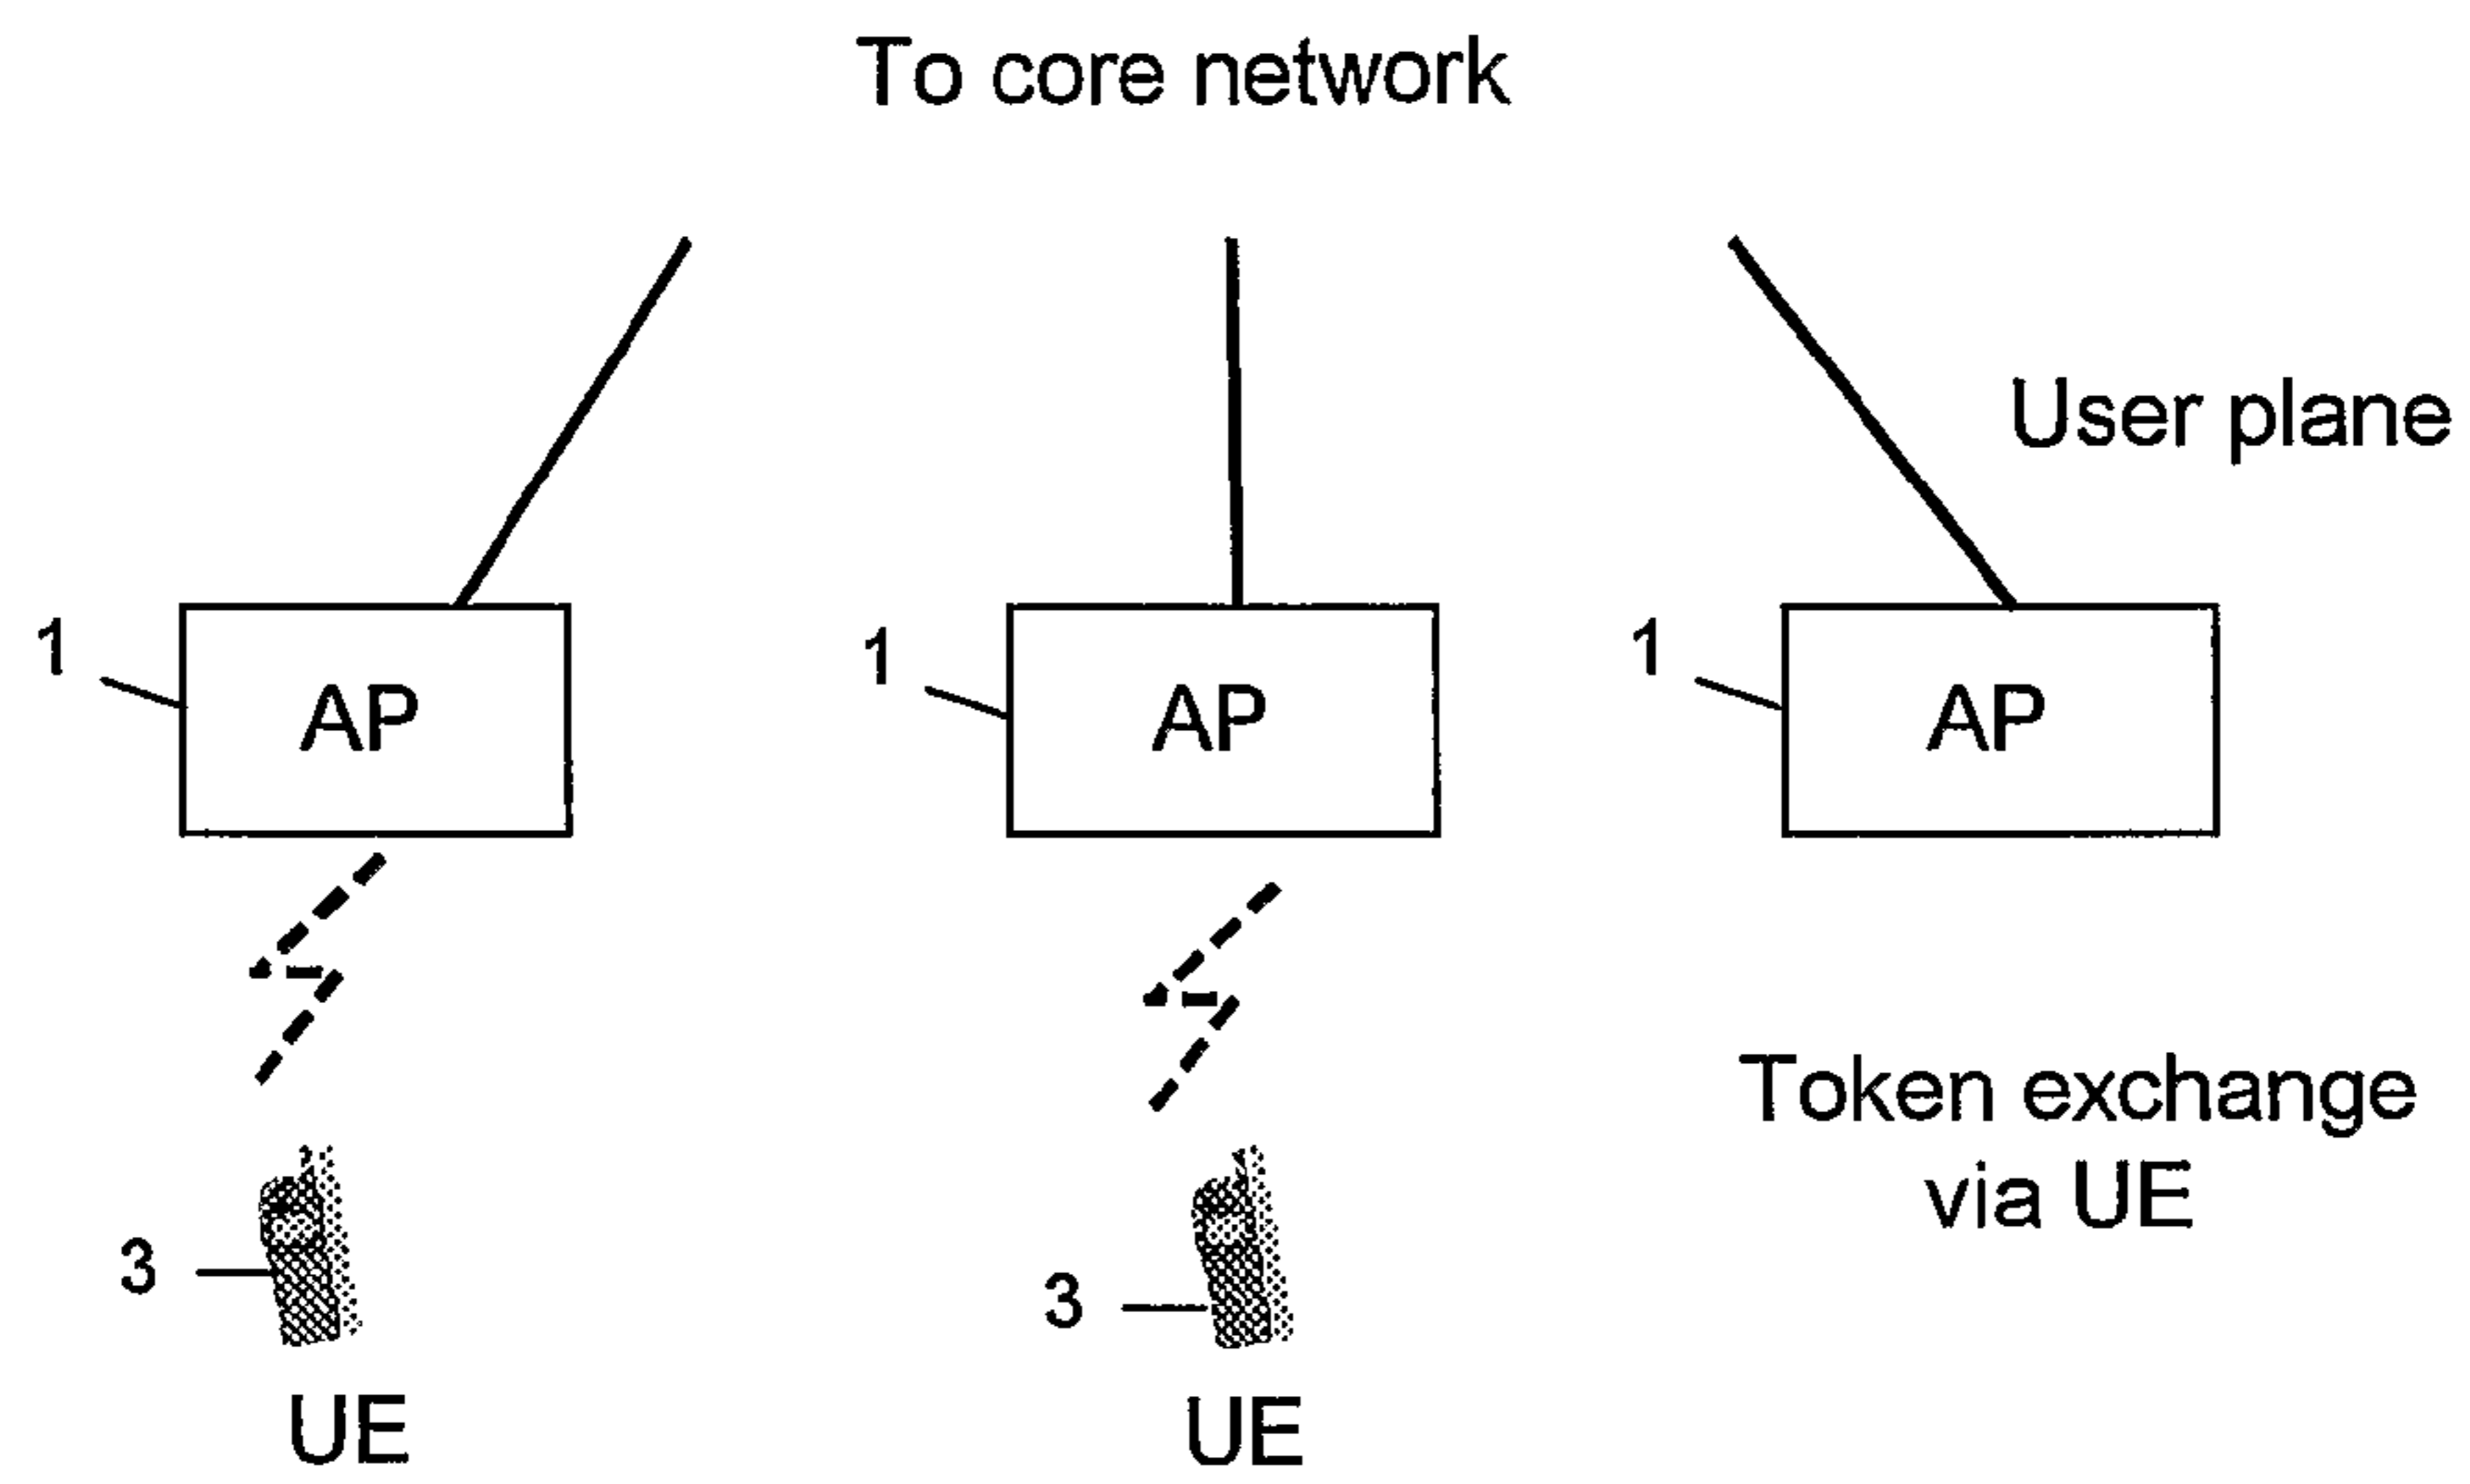 To core network
User plane
1
AP
1
AP
1
AP
Token exchange
via UE
3
3
UE
UE